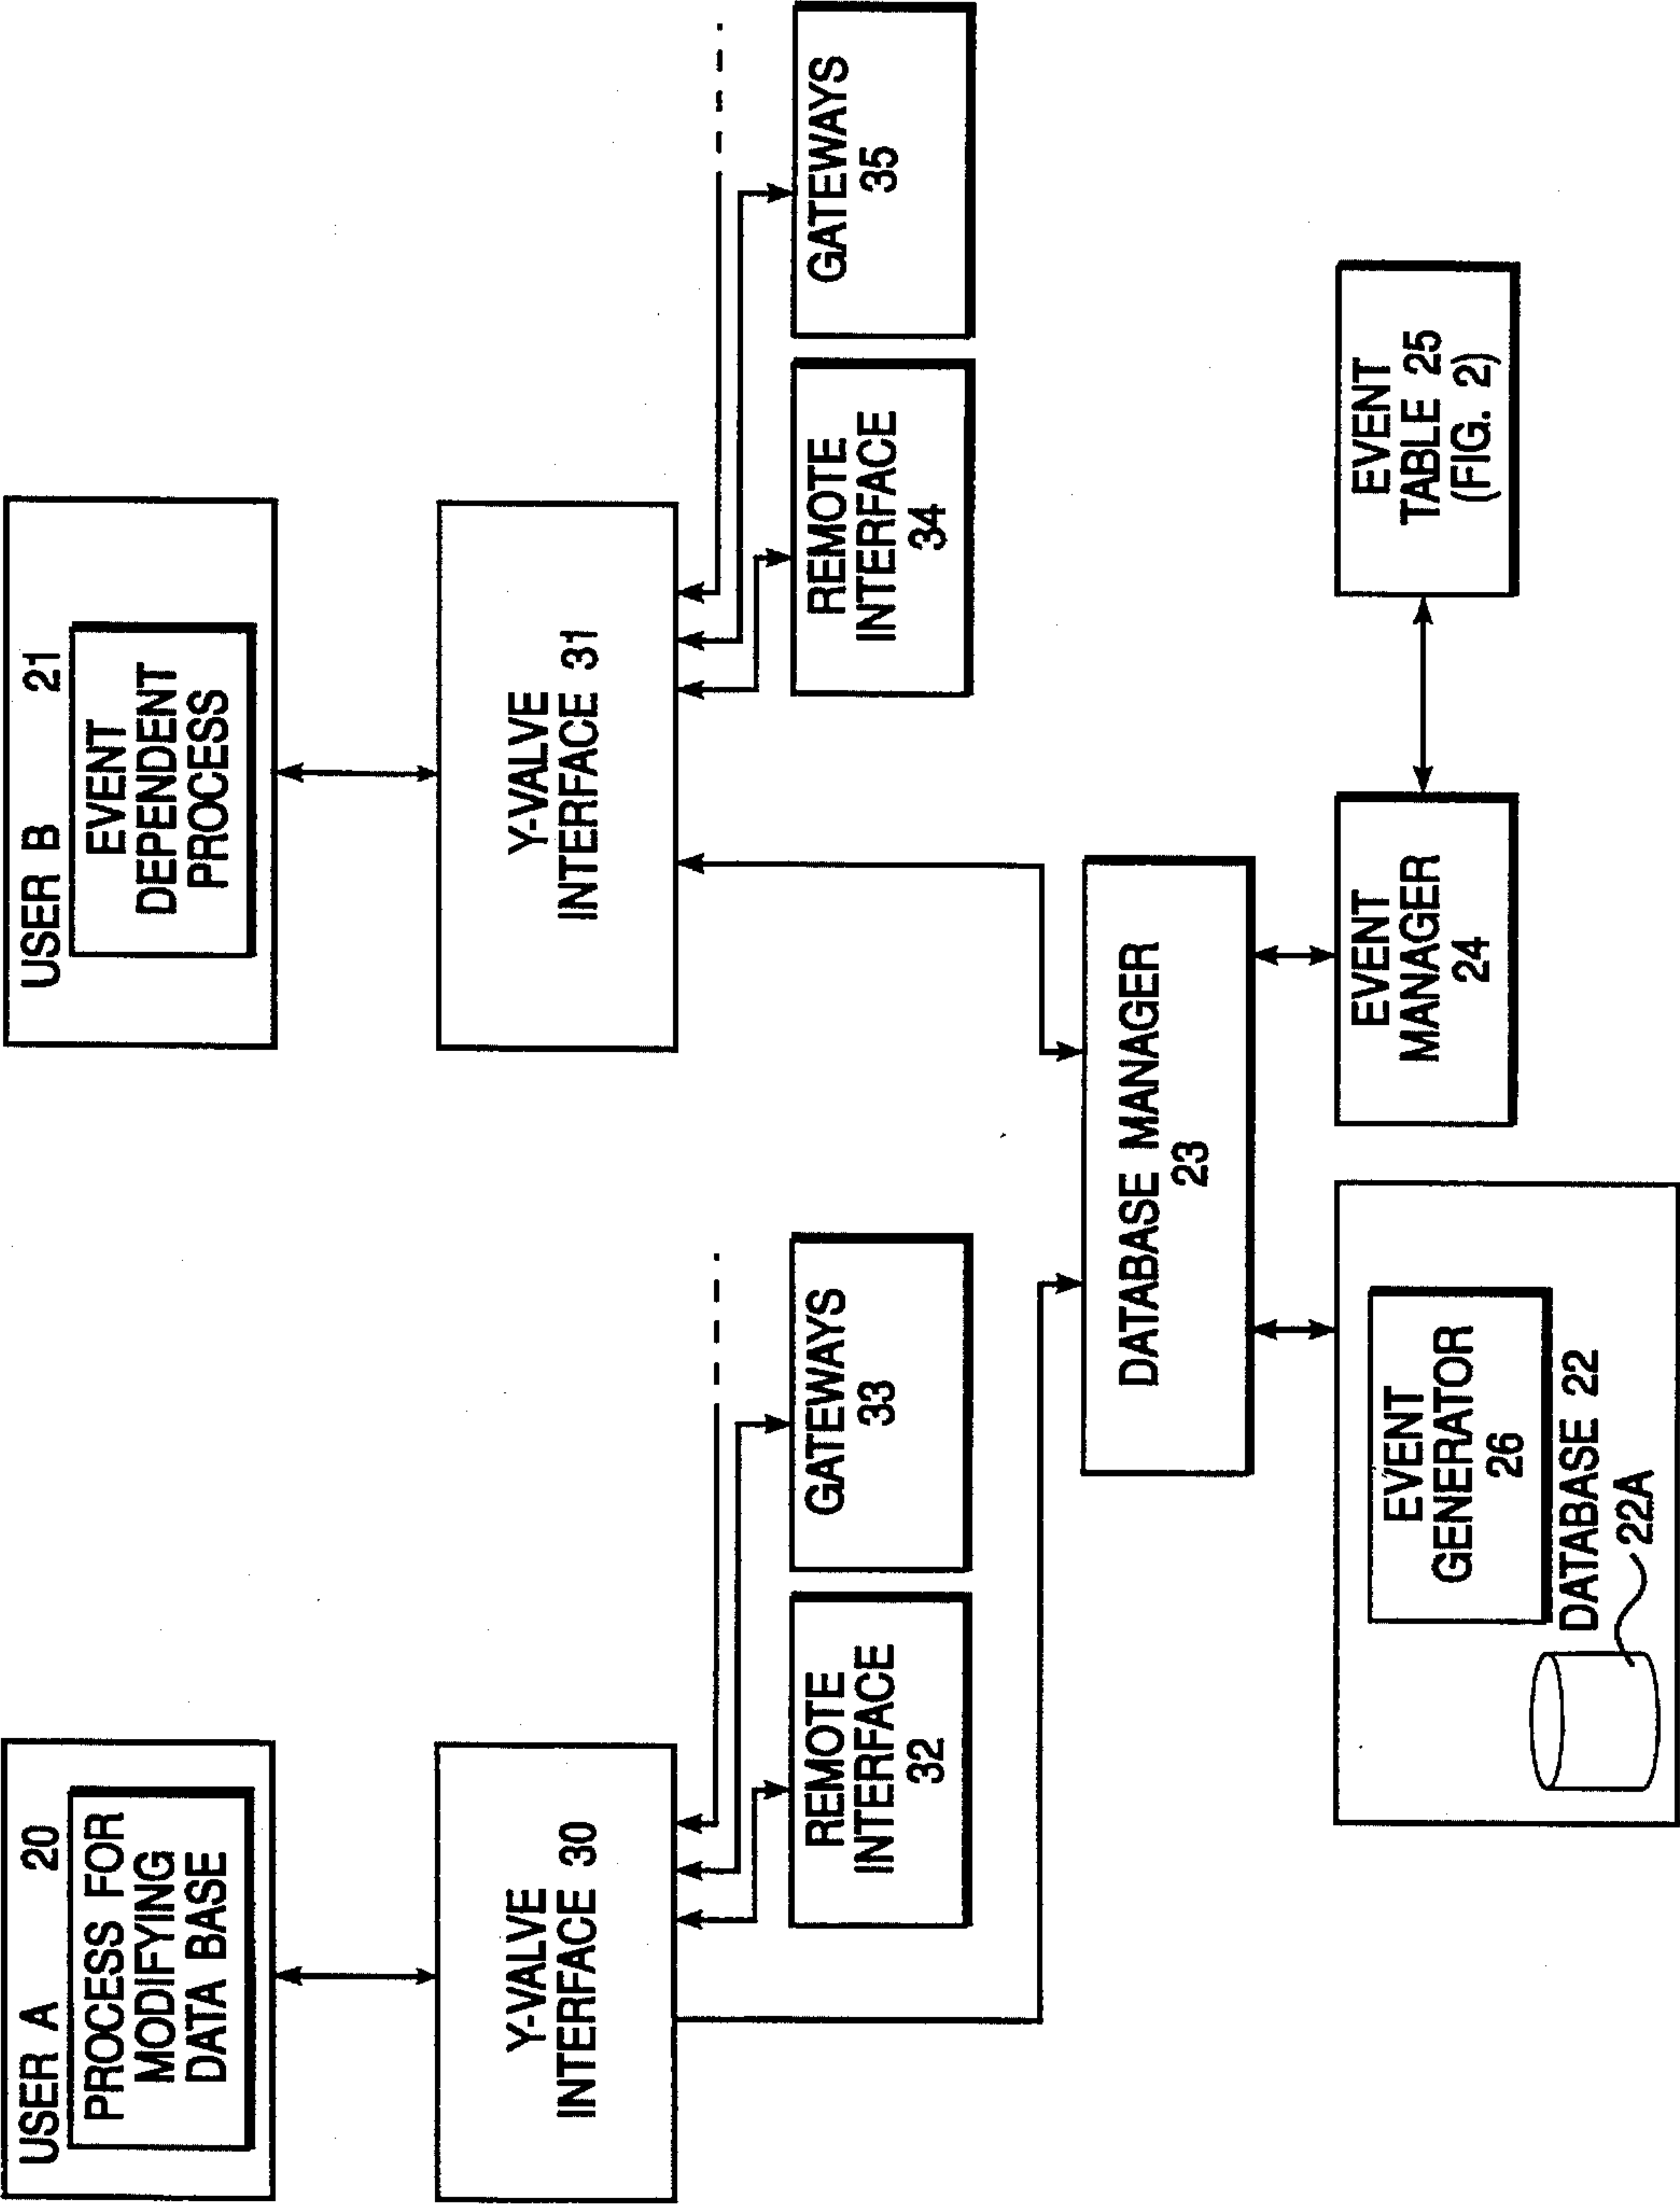 USER A 20
PROCESS FOR
MODIFYING
DATA BASE
USER B 21
EVENT
DEPENDENT
PROCESS
Y-VALVE
INTERFACE 30
Y-VALVE
INTERFACE 31
REMOTE
INTERFACE
32
GATEWAYS
33
REMOTE
INTERFACE
34
GATEWAYS
35
DATABASE MANAGER
23
EVENT
GENERATOR
26
DATABASE 22
22A
EVENT
MANAGER
24
EVENT
TABLE 25
(FIG. 2)